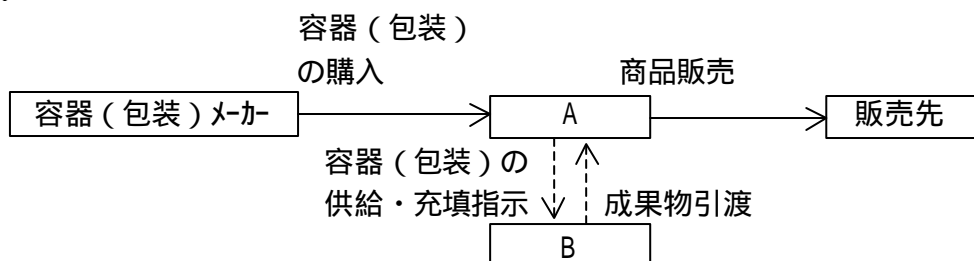 容器（包装）
の購入
商品販売
容器（包装）ﾒｰｶｰ
A
販売先
容器（包装）の
供給・充填指示
成果物引渡
B